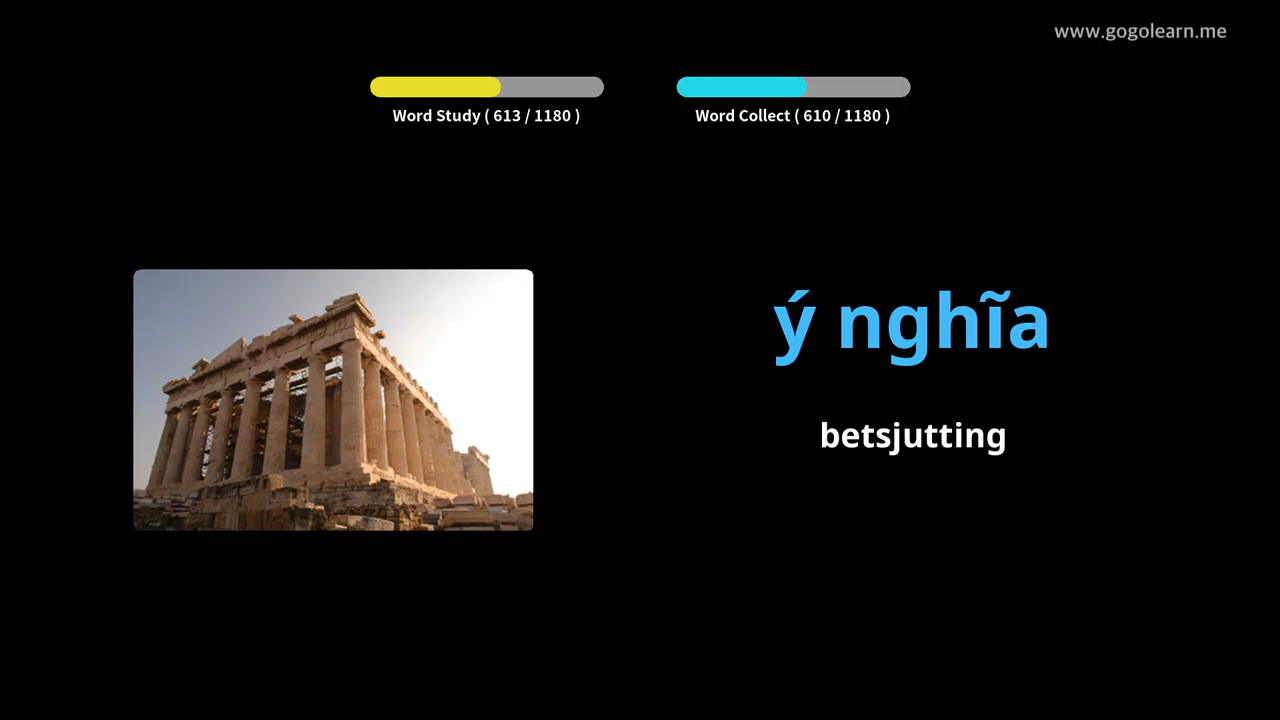 www.gogolearn.me
Word Study ( 613 / 1180 )
Word Collect ( 610 / 1180 )
ý nghĩa
betsjutting